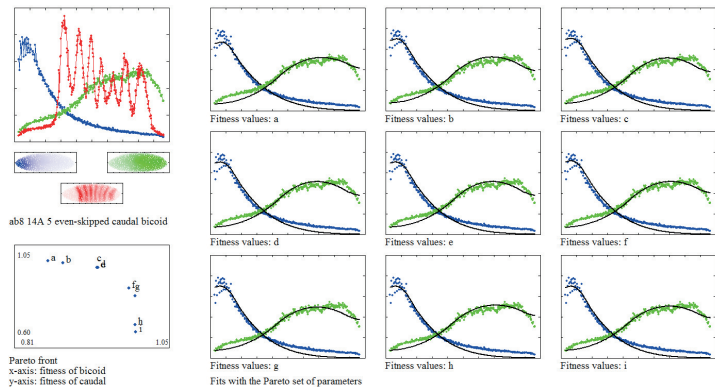 ab8 14A 5 even-skipped caudal bicoid
1.05
a
b
c
d
fg
h
i
0.60
0.81
1.05
Pareto front
x-axis: fitness of bicoid
y-axis: fitness of caudal
Fitness values: a
Fitness values: b
Fitness values: c
Fitness values: d
Fitness values: e
Fitness values: f
Fitness values: g
Fitness values: h
Fitness values: i
Fits with the Pareto set of parameters